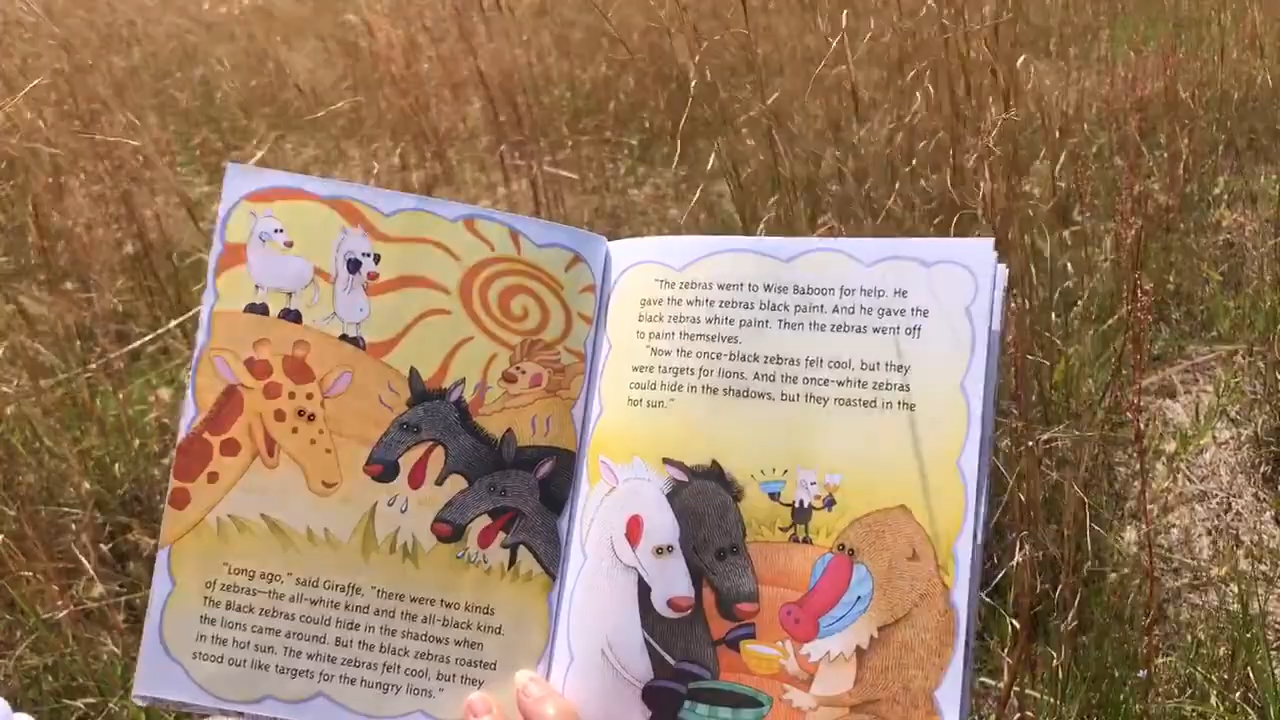 "Long ago," said Giraffe, "there were two kinds
of zebras—the all-white kind and the all-black kind.
The Black zebras could hide in the shadows when
the lions came around. But the black zebras roasted
in the hot sun. The white zebras felt cool, but they
stood out like targets for the hungry lions."
"The zebras went to Wise Baboon for help. He
gave the white zebras black paint. And he gave the
black zebras white paint. Then the zebras went off
to paint themselves.
"Now the once-black zebras felt cool, but they
were targets for lions. And the once-white zebras
could hide in the shadows, but they roasted in the
hot sun."